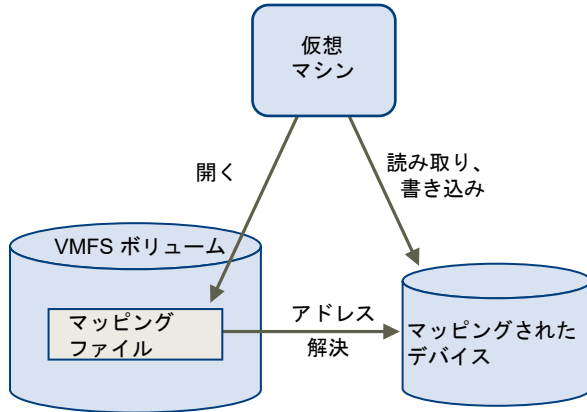 仮想
マシン
開く
読み取り、
書き込み
VMFS ボリューム
マッピング
ファイル
アドレス
解決
マッピングされた
デバイス